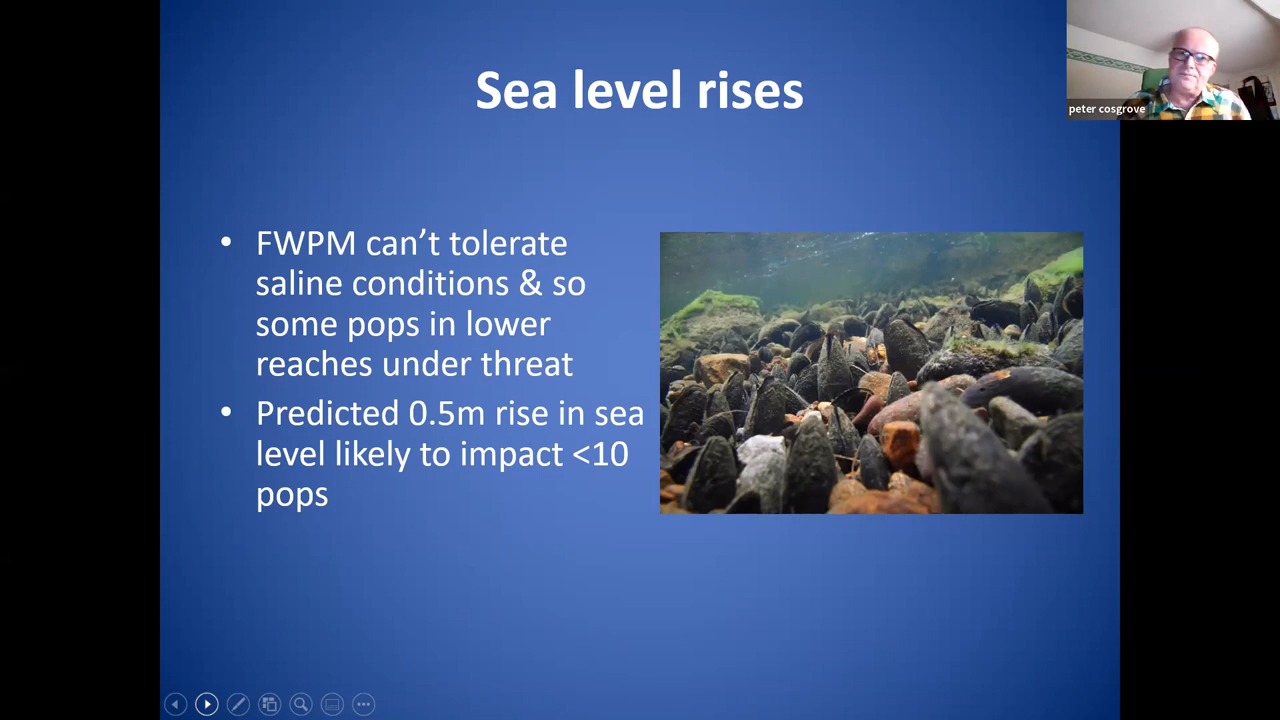 Sea level rises
peter cosgrove
• FWPM can’t tolerate
saline conditions & so
some pops in lower
reaches under threat
• Predicted 0.5m rise in sea
level likely to impact <10
pops